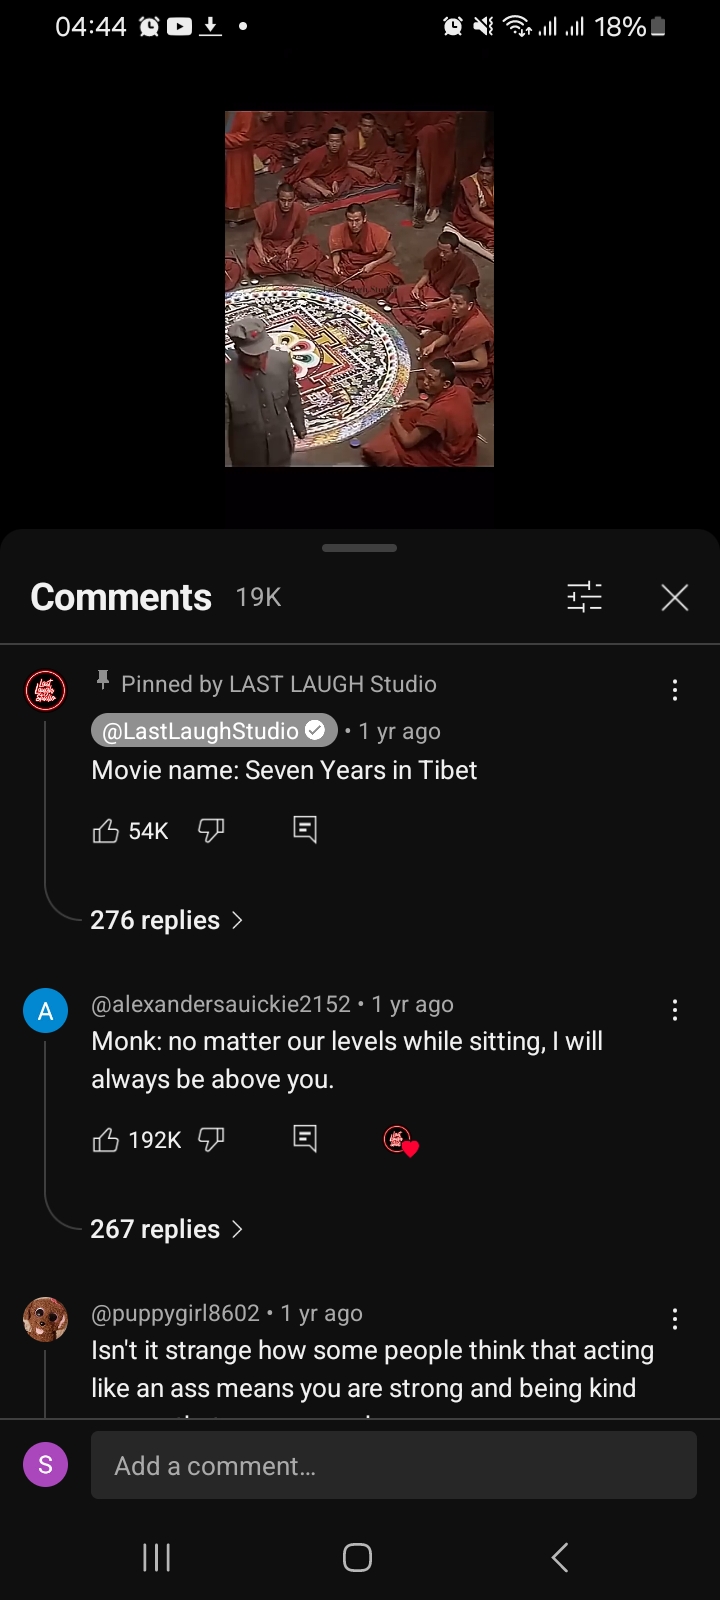 04:44 18%
Comments 19K
Pinned by LAST LAUGH Studio
@LastLaughStudio • 1 yr ago
Movie name: Seven Years in Tibet
54K
276 replies
A @alexandersauickie2152 • 1 yr ago
Monk: no matter our levels while sitting, I will
always be above you.
192K
267 replies
@puppygirl8602 • 1 yr ago
Isn't it strange how some people think that acting
like an ass means you are strong and being kind
S Add a comment...